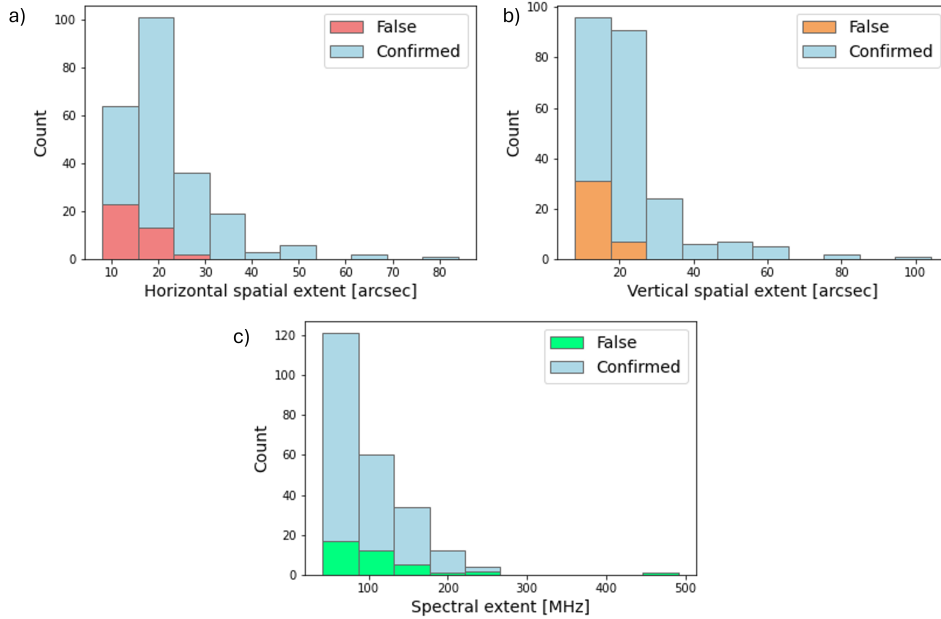 a)
False
Confirmed
100
80
60
40
20
0
Count
10 20 30 40 50 60 70 80
Horizontal spatial extent [arcsec]
b)
False
Confirmed
100
80
60
40
20
0
Count
20 40 60 80 100
Vertical spatial extent [arcsec]
c)
False
Confirmed
120
100
80
60
40
20
0
Count
100 200 300 400 500
Spectral extent [MHz]